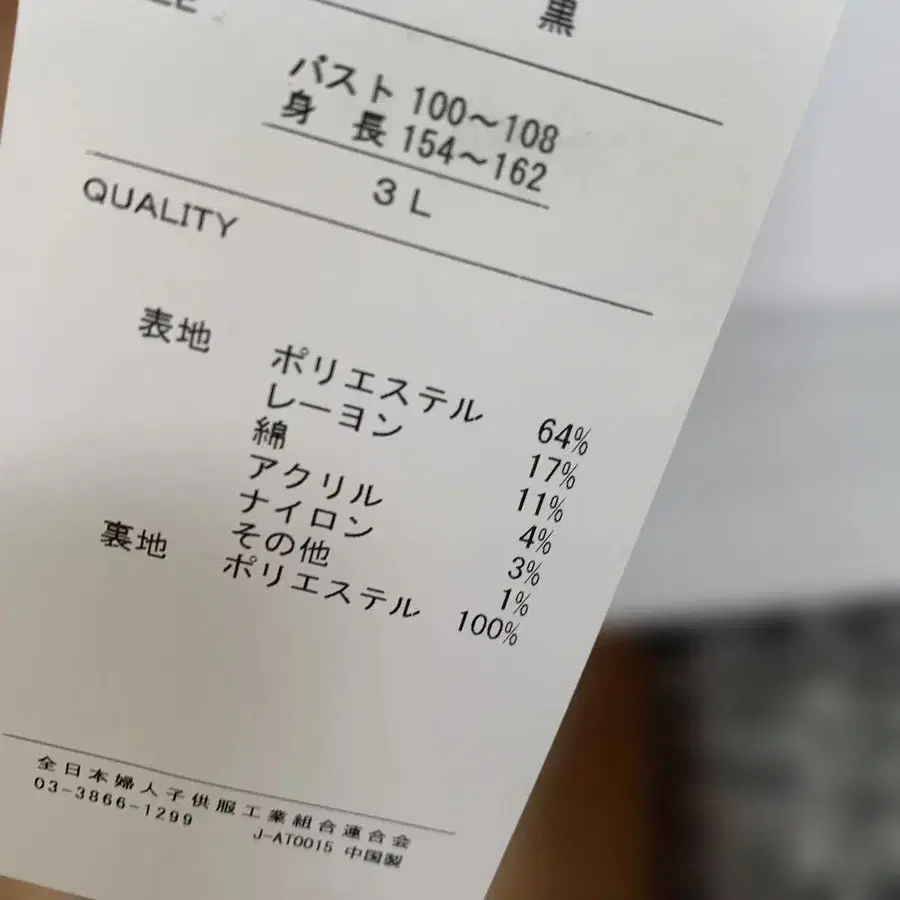 黒
バスト 100～108
身 長 154～162
3L
QUALITY
表地 ポリエステル 64%
レーヨン 17%
綿 11%
アクリル 4%
ナイロン 3%
その他 1%
裏地 ポリエステル 100%
全日本婦人子供服工業組合連合会
03-3866-1299
J-AT0015 中国製